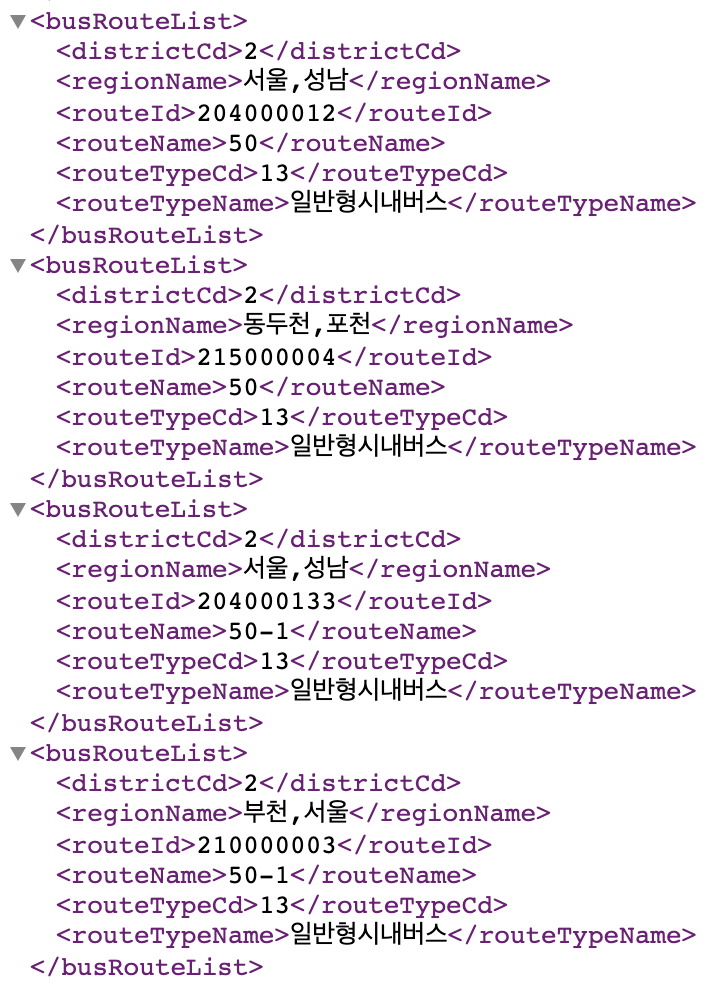 ▼<busRouteList>
<districtCd>2</districtCd>
<regionName>서울,성남</regionName>
<routeId>204000012</routeId>
<routeName>50</routeName>
<routeTypeCd>13</routeTypeCd>
<routeTypeName>일반형시내버스</routeTypeName>
</busRouteList>
▼<busRouteList>
<districtCd>2</districtCd>
<regionName>동두천,포천</regionName>
<routeId>215000004</routeId>
<routeName>50</routeName>
<routeTypeCd>13</routeTypeCd>
<routeTypeName>일반형시내버스</routeTypeName>
</busRouteList>
▼<busRouteList>
<districtCd>2</districtCd>
<regionName>서울,성남</regionName>
<routeId>204000133</routeId>
<routeName>50-1</routeName>
<routeTypeCd>13</routeTypeCd>
<routeTypeName>일반형시내버스</routeTypeName>
</busRouteList>
▼<busRouteList>
<districtCd>2</districtCd>
<regionName>부천,서울</regionName>
<routeId>210000003</routeId>
<routeName>50-1</routeName>
<routeTypeCd>13</routeTypeCd>
<routeTypeName>일반형시내버스</routeTypeName>
</busRouteList>